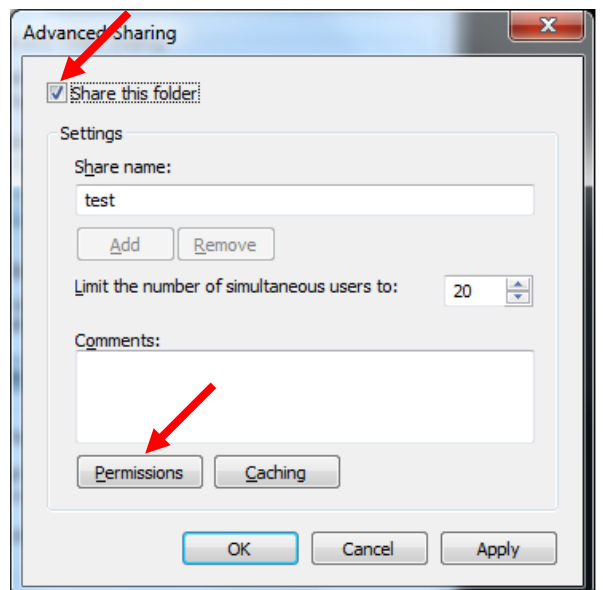 Advanced Sharing
Share this folder
Settings
Share name:
test
Add Remove
Limit the number of simultaneous users to: 20
Comments:
Permissions Caching
OK Cancel Apply